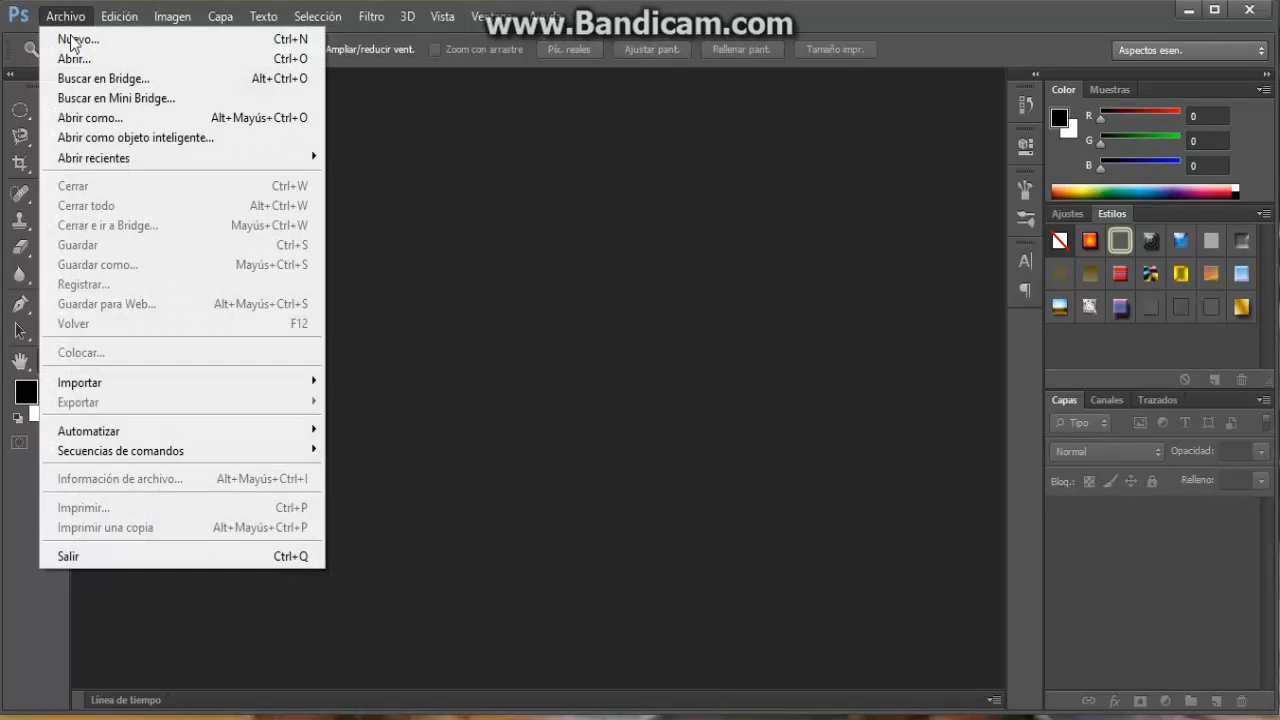 Ps Archivo Edición Imagen Capa Texto Selección Filtro 3D Vista
www.Bandicam.com
Ampliar/reducir vent. Zoom con arrastre Píx. reales Ajustar pant. Rellenar pant. Tamaño impr. Aspectos esen.
Nuevo... Ctrl+N
Abrir... Ctrl+O
Buscar en Bridge... Alt+Ctrl+O
Buscar en Mini Bridge...
Abrir como... Alt+Mayús+Ctrl+O
Abrir como objeto inteligente...
Abrir recientes
Cerrar Ctrl+W
Cerrar todo Alt+Ctrl+W
Cerrar e ir a Bridge... Mayús+Ctrl+W
Guardar Ctrl+S
Guardar como... Mayús+Ctrl+S
Registrar...
Guardar para Web... Alt+Mayús+Ctrl+S
Volver F12
Colocar...
Importar
Exportar
Automatizar
Secuencias de comandos
Información de archivo... Alt+Mayús+Ctrl+I
Imprimir... Ctrl+P
Imprimir una copia Alt+Mayús+Ctrl+P
Salir Ctrl+Q
Color Muestras
R 0
G 0
B 0
Ajustes Estilos
Capas Canales Trazados
Tipo
Normal Opacidad:
Bloq.: Relleno:
Línea de tiempo